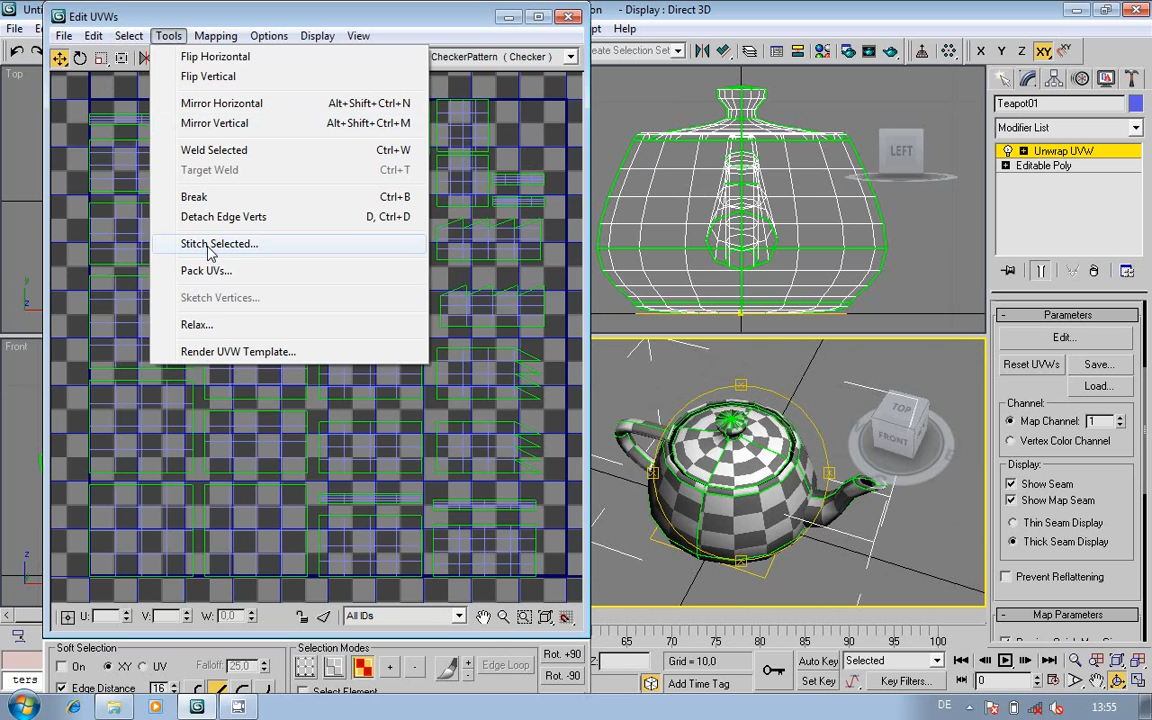 Edit UVWs
- Display : Direct 3D
File Edit Select Tools Mapping Options Display View
CheckerPattern ( Checker )
Flip Horizontal
Flip Vertical
Mirror Horizontal Alt+Shift+Ctrl+N
Mirror Vertical Alt+Shift+Ctrl+M
Weld Selected Ctrl+W
Target Weld Ctrl+T
Break Ctrl+B
Detach Edge Verts D, Ctrl+D
Stitch Selected...
Pack UVs...
Sketch Vertices...
Relax...
Render UVW Template...
Top
Front
LEFT
TOP
FRONT
X Y Z XY
Teapot01
Modifier List
Unwrap UVW
Editable Poly
Parameters
Edit...
Reset UVWs Save...
Load...
Channel:
Map Channel: 1
Vertex Color Channel
Display:
Show Seam
Show Map Seam
Thin Seam Display
Thick Seam Display
Prevent Reflattening
Map Parameters
U: V: W: 0,0 All IDs
Soft Selection
On XY UV Falloff: 25,0
Edge Distance 16
Selection Modes
+ - Edge Loop
Select Element
Rot. +90
Rot. -90
65 70 75 80 85 90 95 100
Z: Grid = 10,0
Add Time Tag
Auto Key Selected
Set Key Key Filters...
0
DE 13:55